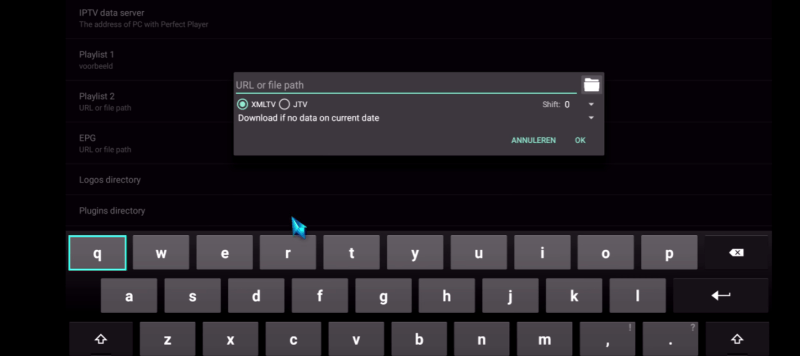 IPTV data server
The address of PC with Perfect Player
Playlist 1
voorbeeld
Playlist 2
URL or file path
EPG
URL or file path
Logos directory
Plugins directory
URL or file path
XMLTV JTV Shift: 0
Download if no data on current date
ANNULEREN OK
q w e r t y u i o p
a s d f g h j k l
z x c v b n m , ! . ?